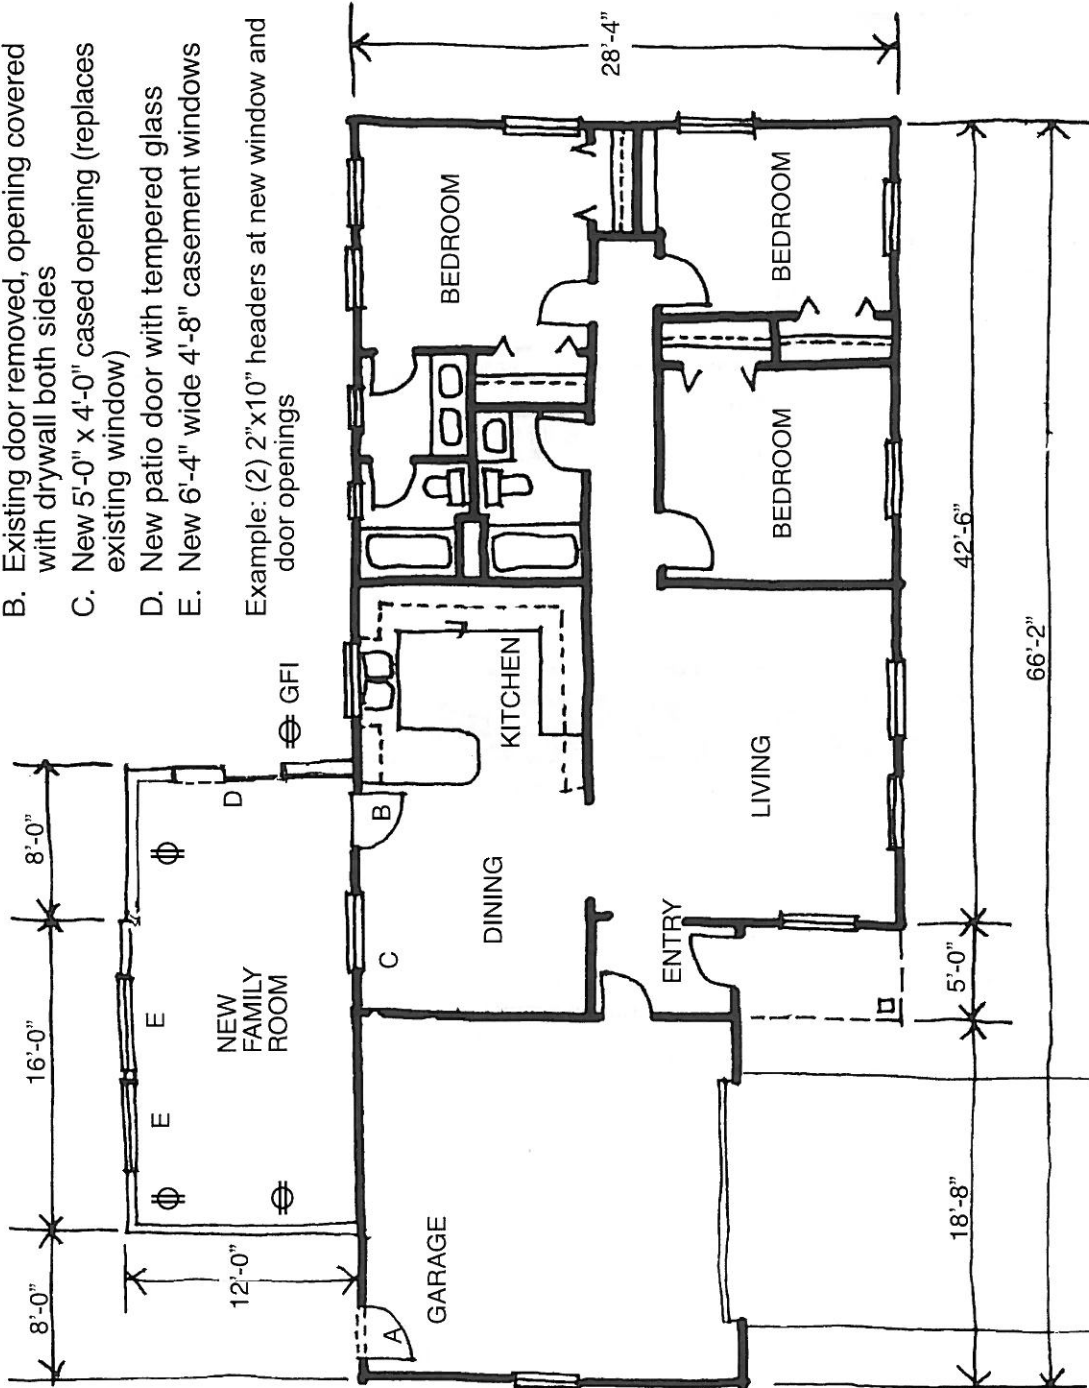 B. Existing door removed, opening covered
with drywall both sides
C. New 5'-0" x 4'-0" cased opening (replaces
existing window)
D. New patio door with tempered glass
E. New 6'-4" wide 4'-8" casement windows
Example: (2) 2"x10" headers at new window and
door openings
8'-0"
16'-0"
8'-0"
12'-0"
E
E
D
NEW
FAMILY
ROOM
GFI
28'-4"
A
C
B
GARAGE
DINING
KITCHEN
BEDROOM
ENTRY
LIVING
BEDROOM
BEDROOM
18'-8"
5'-0"
42'-6"
66'-2"